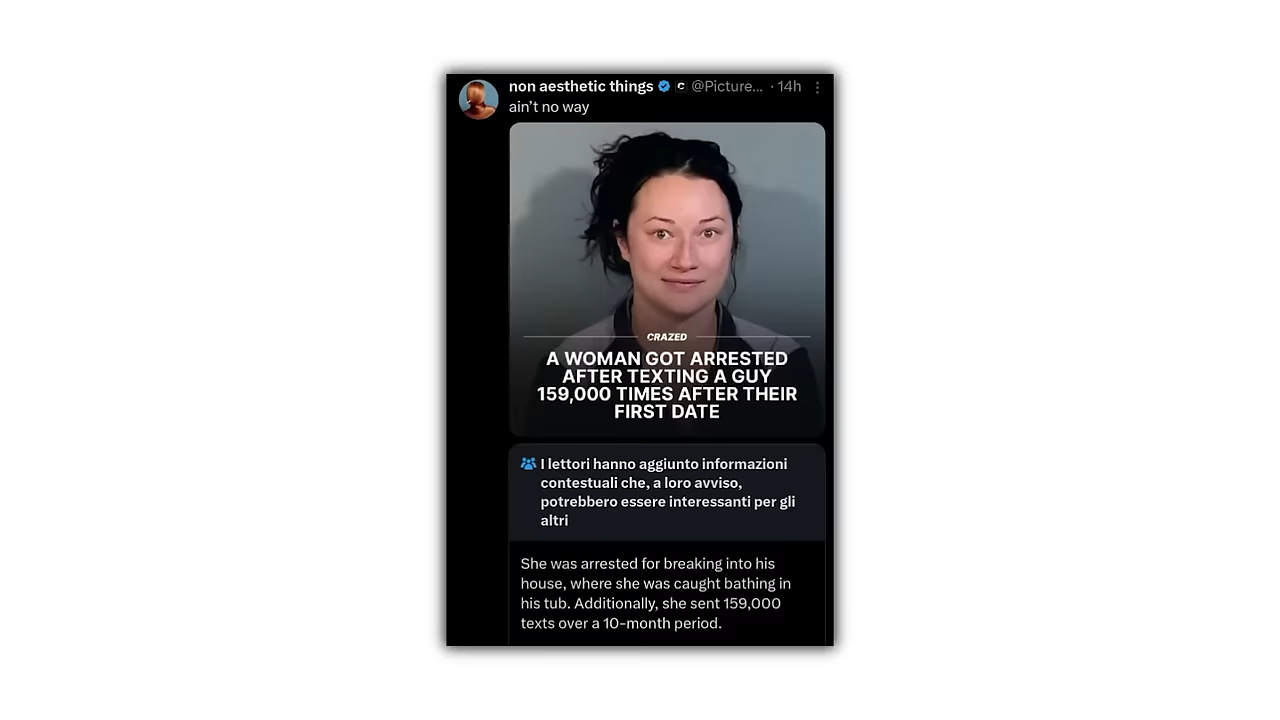 non aesthetic things @Picture... · 14h
ain't no way
CRAZED
A WOMAN GOT ARRESTED
AFTER TEXTING A GUY
159,000 TIMES AFTER THEIR
FIRST DATE
I lettori hanno aggiunto informazioni
contestuali che, a loro avviso,
potrebbero essere interessanti per gli
altri
She was arrested for breaking into his
house, where she was caught bathing in
his tub. Additionally, she sent 159,000
texts over a 10-month period.